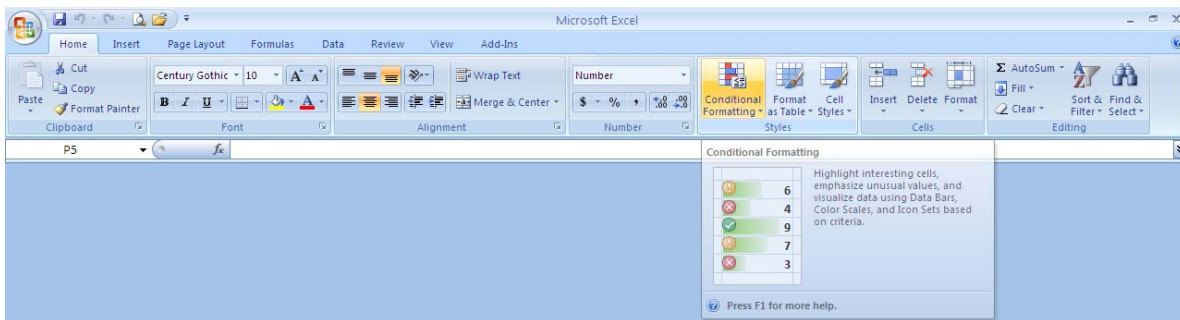 Microsoft Excel
Home Insert Page Layout Formulas Data Review View Add-Ins
Paste
Cut
Copy
Format Painter
Clipboard
Century Gothic 10 A A
B I U A
Font
Wrap Text
Merge & Center
Alignment
Number
$ % , .0 .00 .00 .0
Number
Conditional Formatting
Format as Table
Cell Styles
Styles
Insert Delete Format
Cells
Σ AutoSum
Fill
Clear
Sort & Filter
Find & Select
Editing
P5 fx
Conditional Formatting
6
4
9
7
3
Highlight interesting cells,
emphasize unusual values, and
visualize data using Data Bars,
Color Scales, and Icon Sets based
on criteria.
Press F1 for more help.